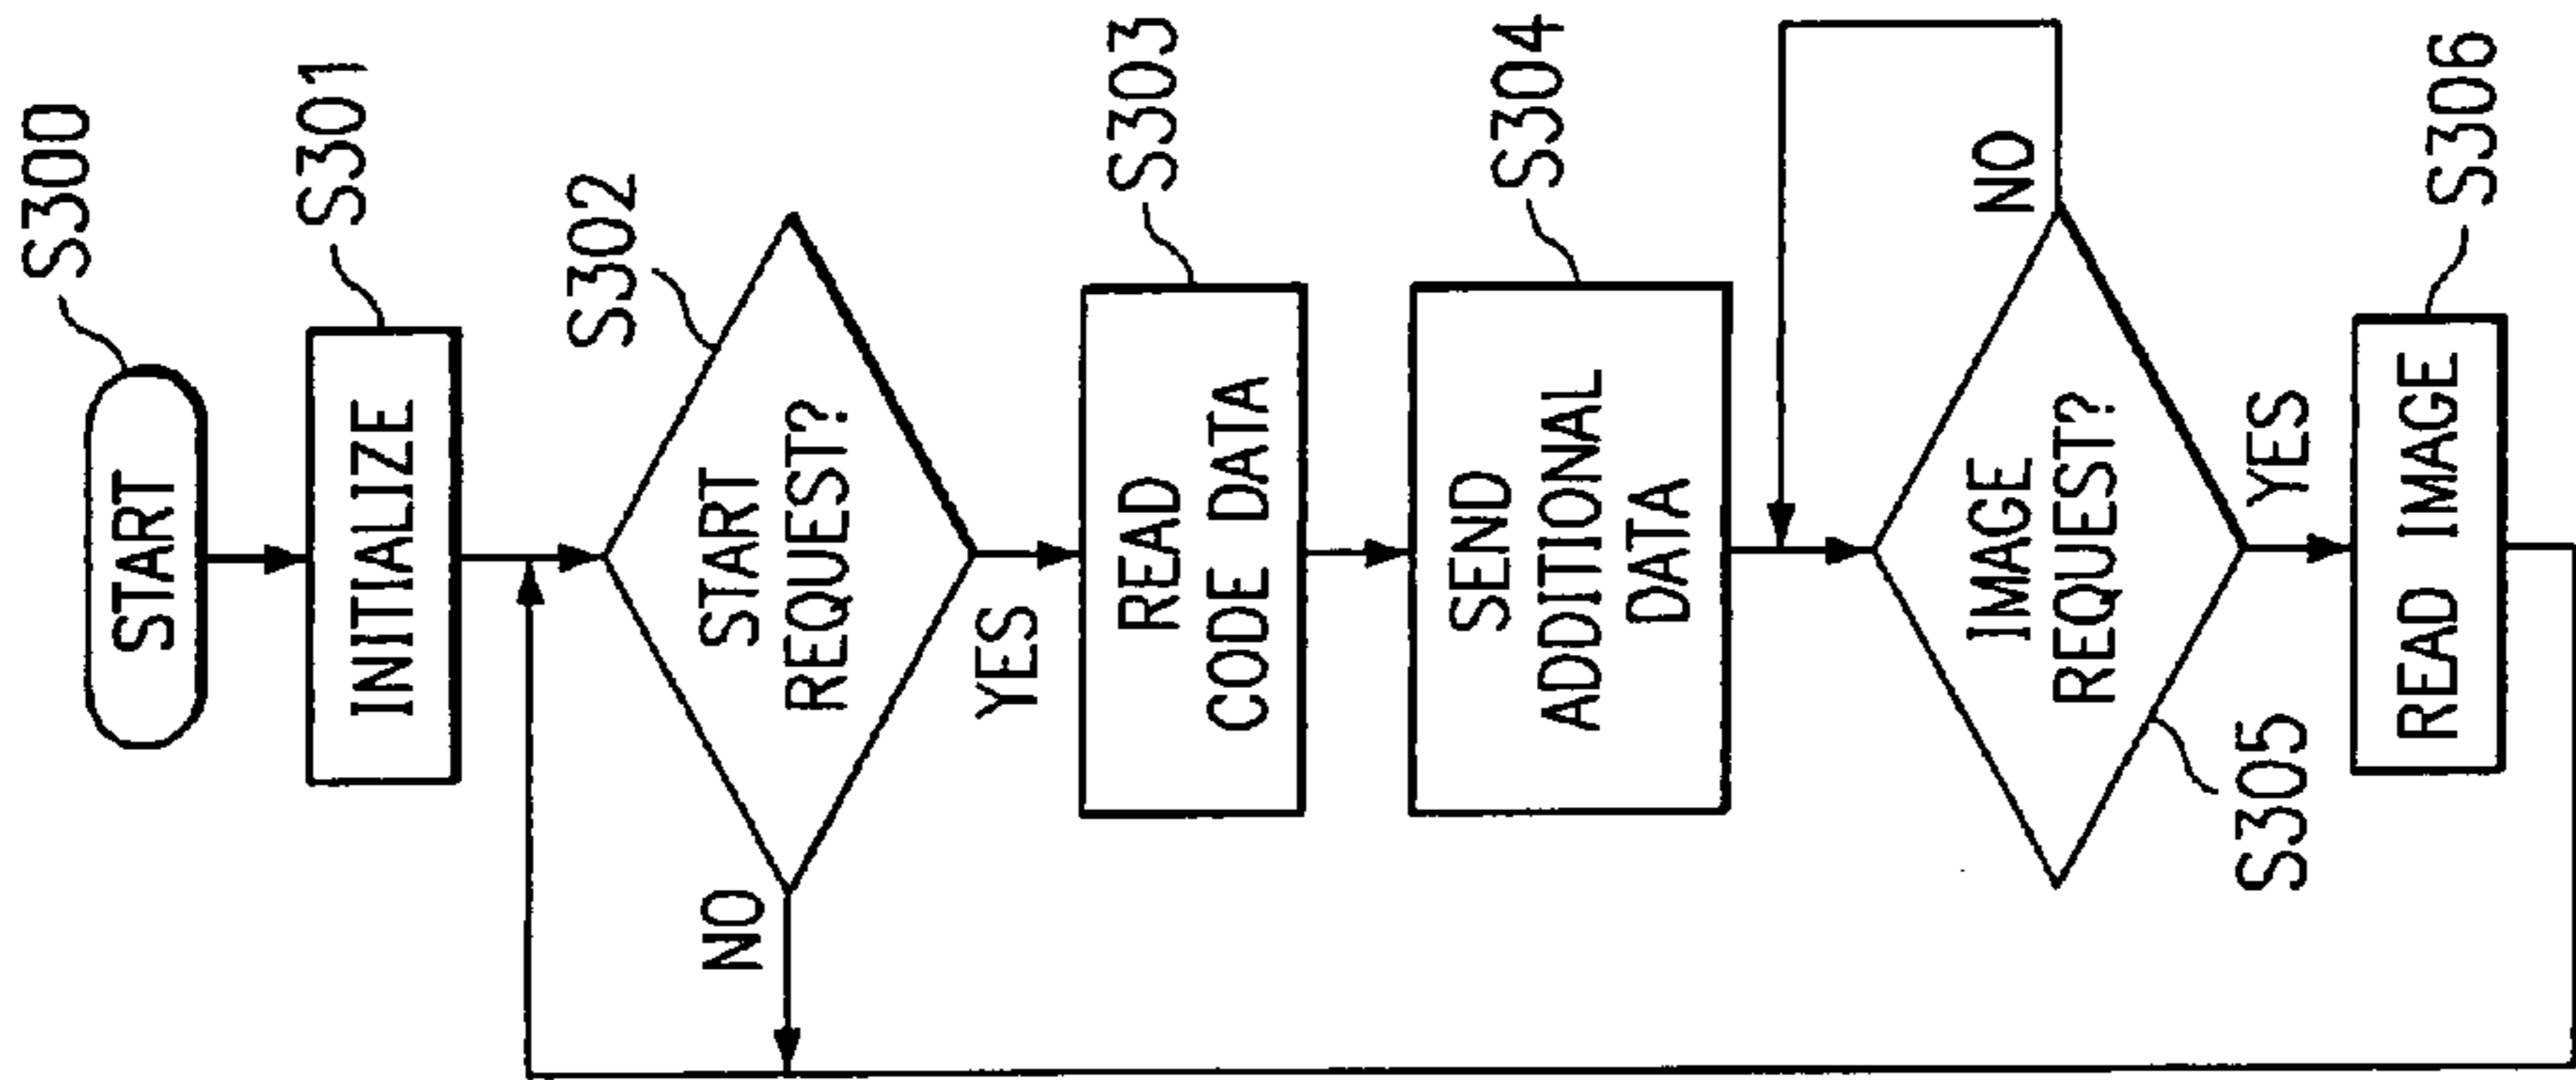 S300
START
S301
INITIALIZE
S302
START
REQUEST?
NO
YES
S303
READ
CODE DATA
S304
SEND
ADDITIONAL
DATA
NO
IMAGE
REQUEST?
S305
YES
S306
READ IMAGE